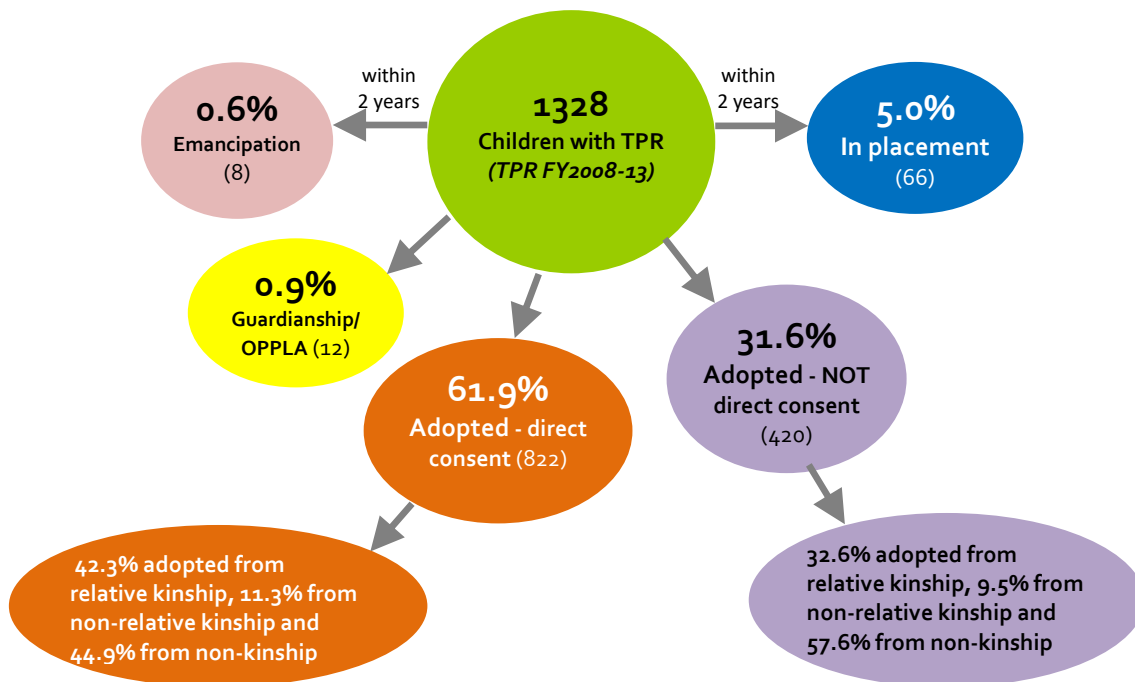 within
2 years
within
2 years
0.6%
Emancipation
(8)
1328
Children with TPR
(TPR FY2008-13)
5.0%
In placement
(66)
0.9%
Guardianship/
OPPLA (12)
61.9%
Adopted - direct
consent (822)
31.6%
Adopted - NOT
direct consent
(420)
42.3% adopted from
relative kinship, 11.3% from
non-relative kinship and
44.9% from non-kinship
32.6% adopted from
relative kinship, 9.5% from
non-relative kinship and
57.6% from non-kinship